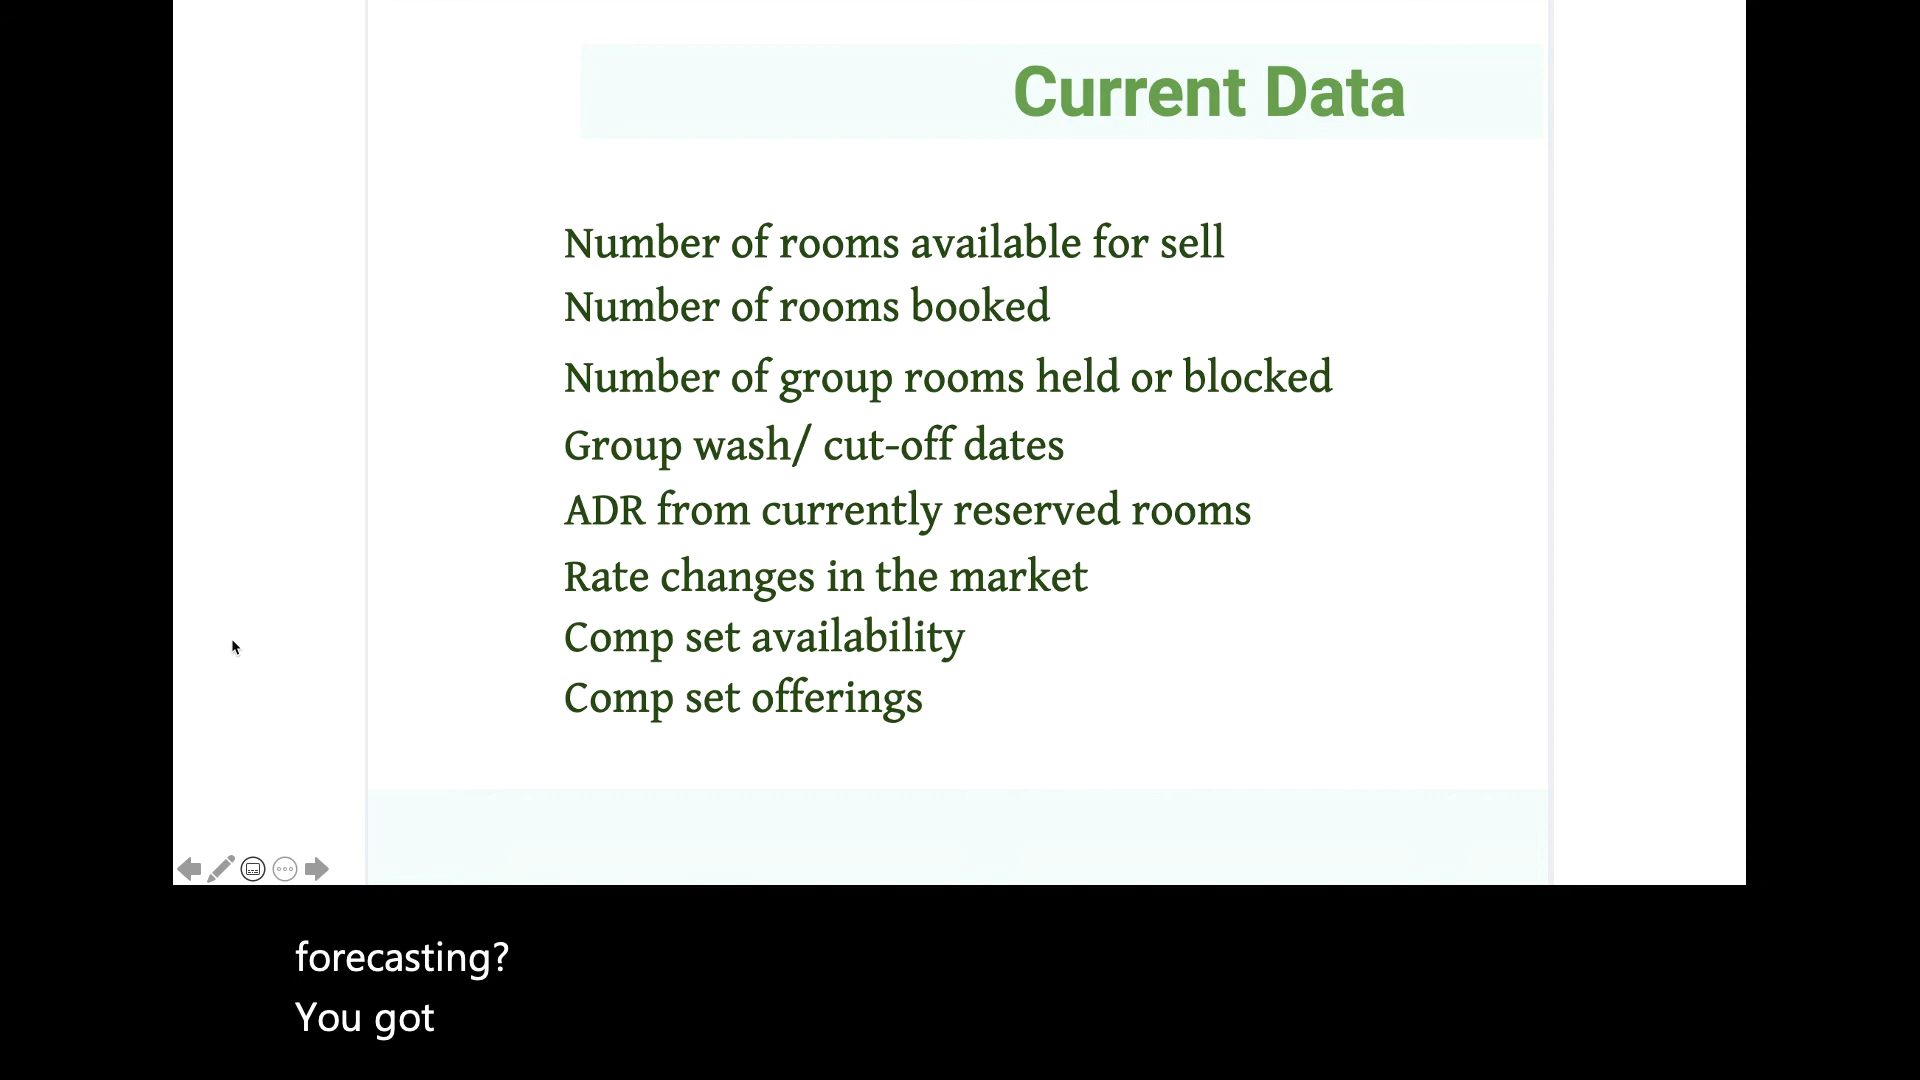 Current Data
Number of rooms available for sell
Number of rooms booked
Number of group rooms held or blocked
Group wash/ cut-off dates
ADR from currently reserved rooms
Rate changes in the market
Comp set availability
Comp set offerings
forecasting?
You got